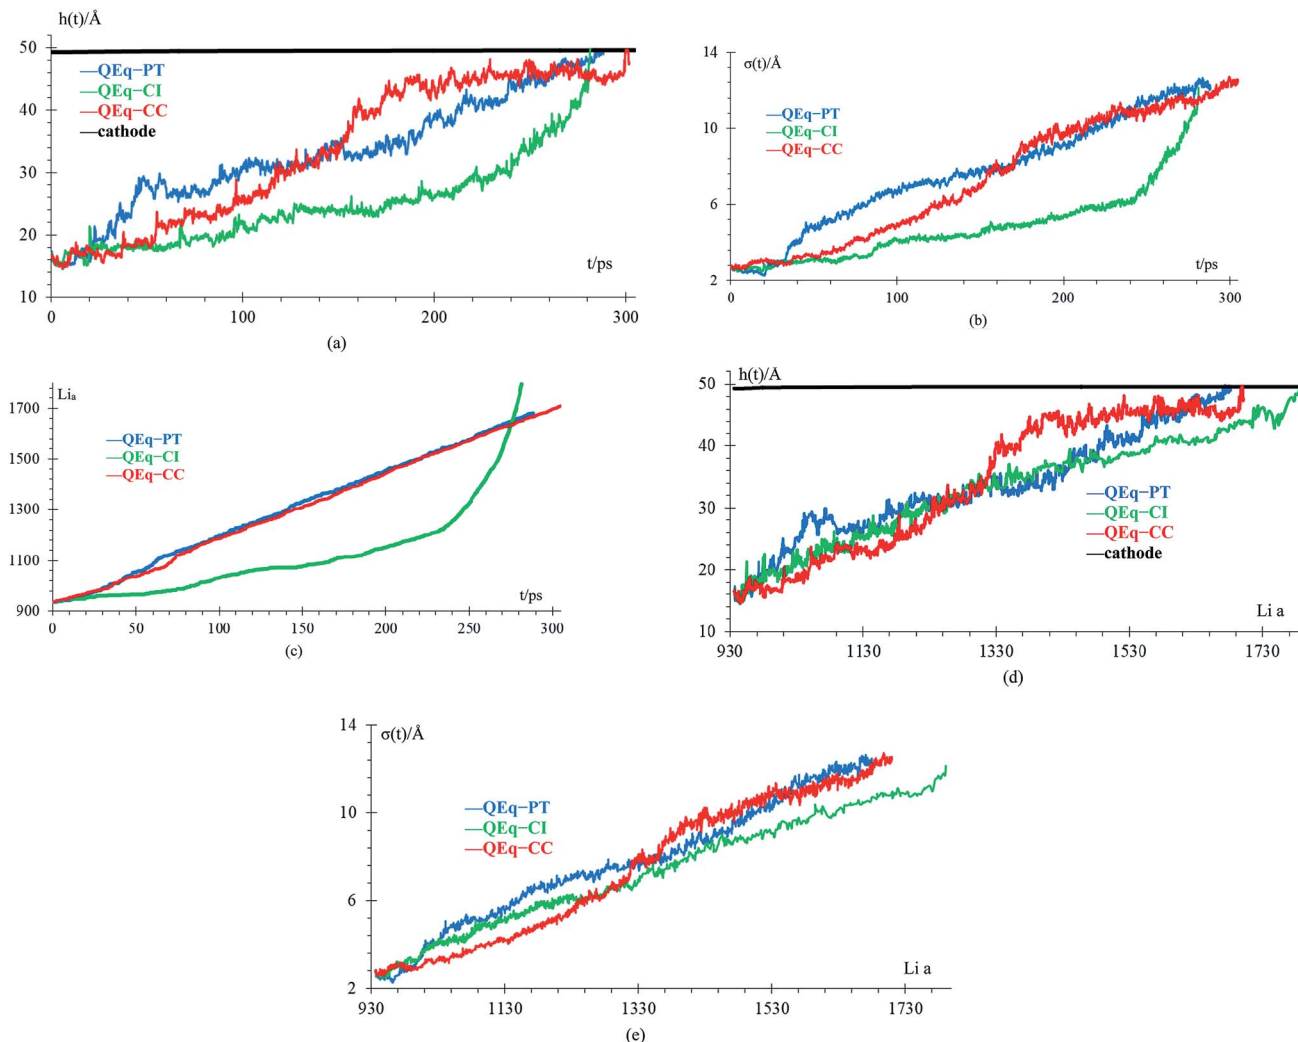 h(t)/Å
50
40
30
20
10
QEq−PT
QEq−CI
QEq−CC
cathode
t/ps
0
100
200
300
(a)
σ(t)/Å
14
10
6
2
QEq−PT
QEq−CI
QEq−CC
t/ps
0
100
200
300
(b)
Liₐ
1700
1500
1300
1100
900
QEq−PT
QEq−CI
QEq−CC
t/ps
0
50
100
150
200
250
300
(c)
h(t)/Å
50
40
30
20
10
QEq−PT
QEq−CI
QEq−CC
cathode
Li a
930
1130
1330
1530
1730
(d)
σ(t)/Å
14
10
6
2
QEq−PT
QEq−CI
QEq−CC
Li a
930
1130
1330
1530
1730
(e)